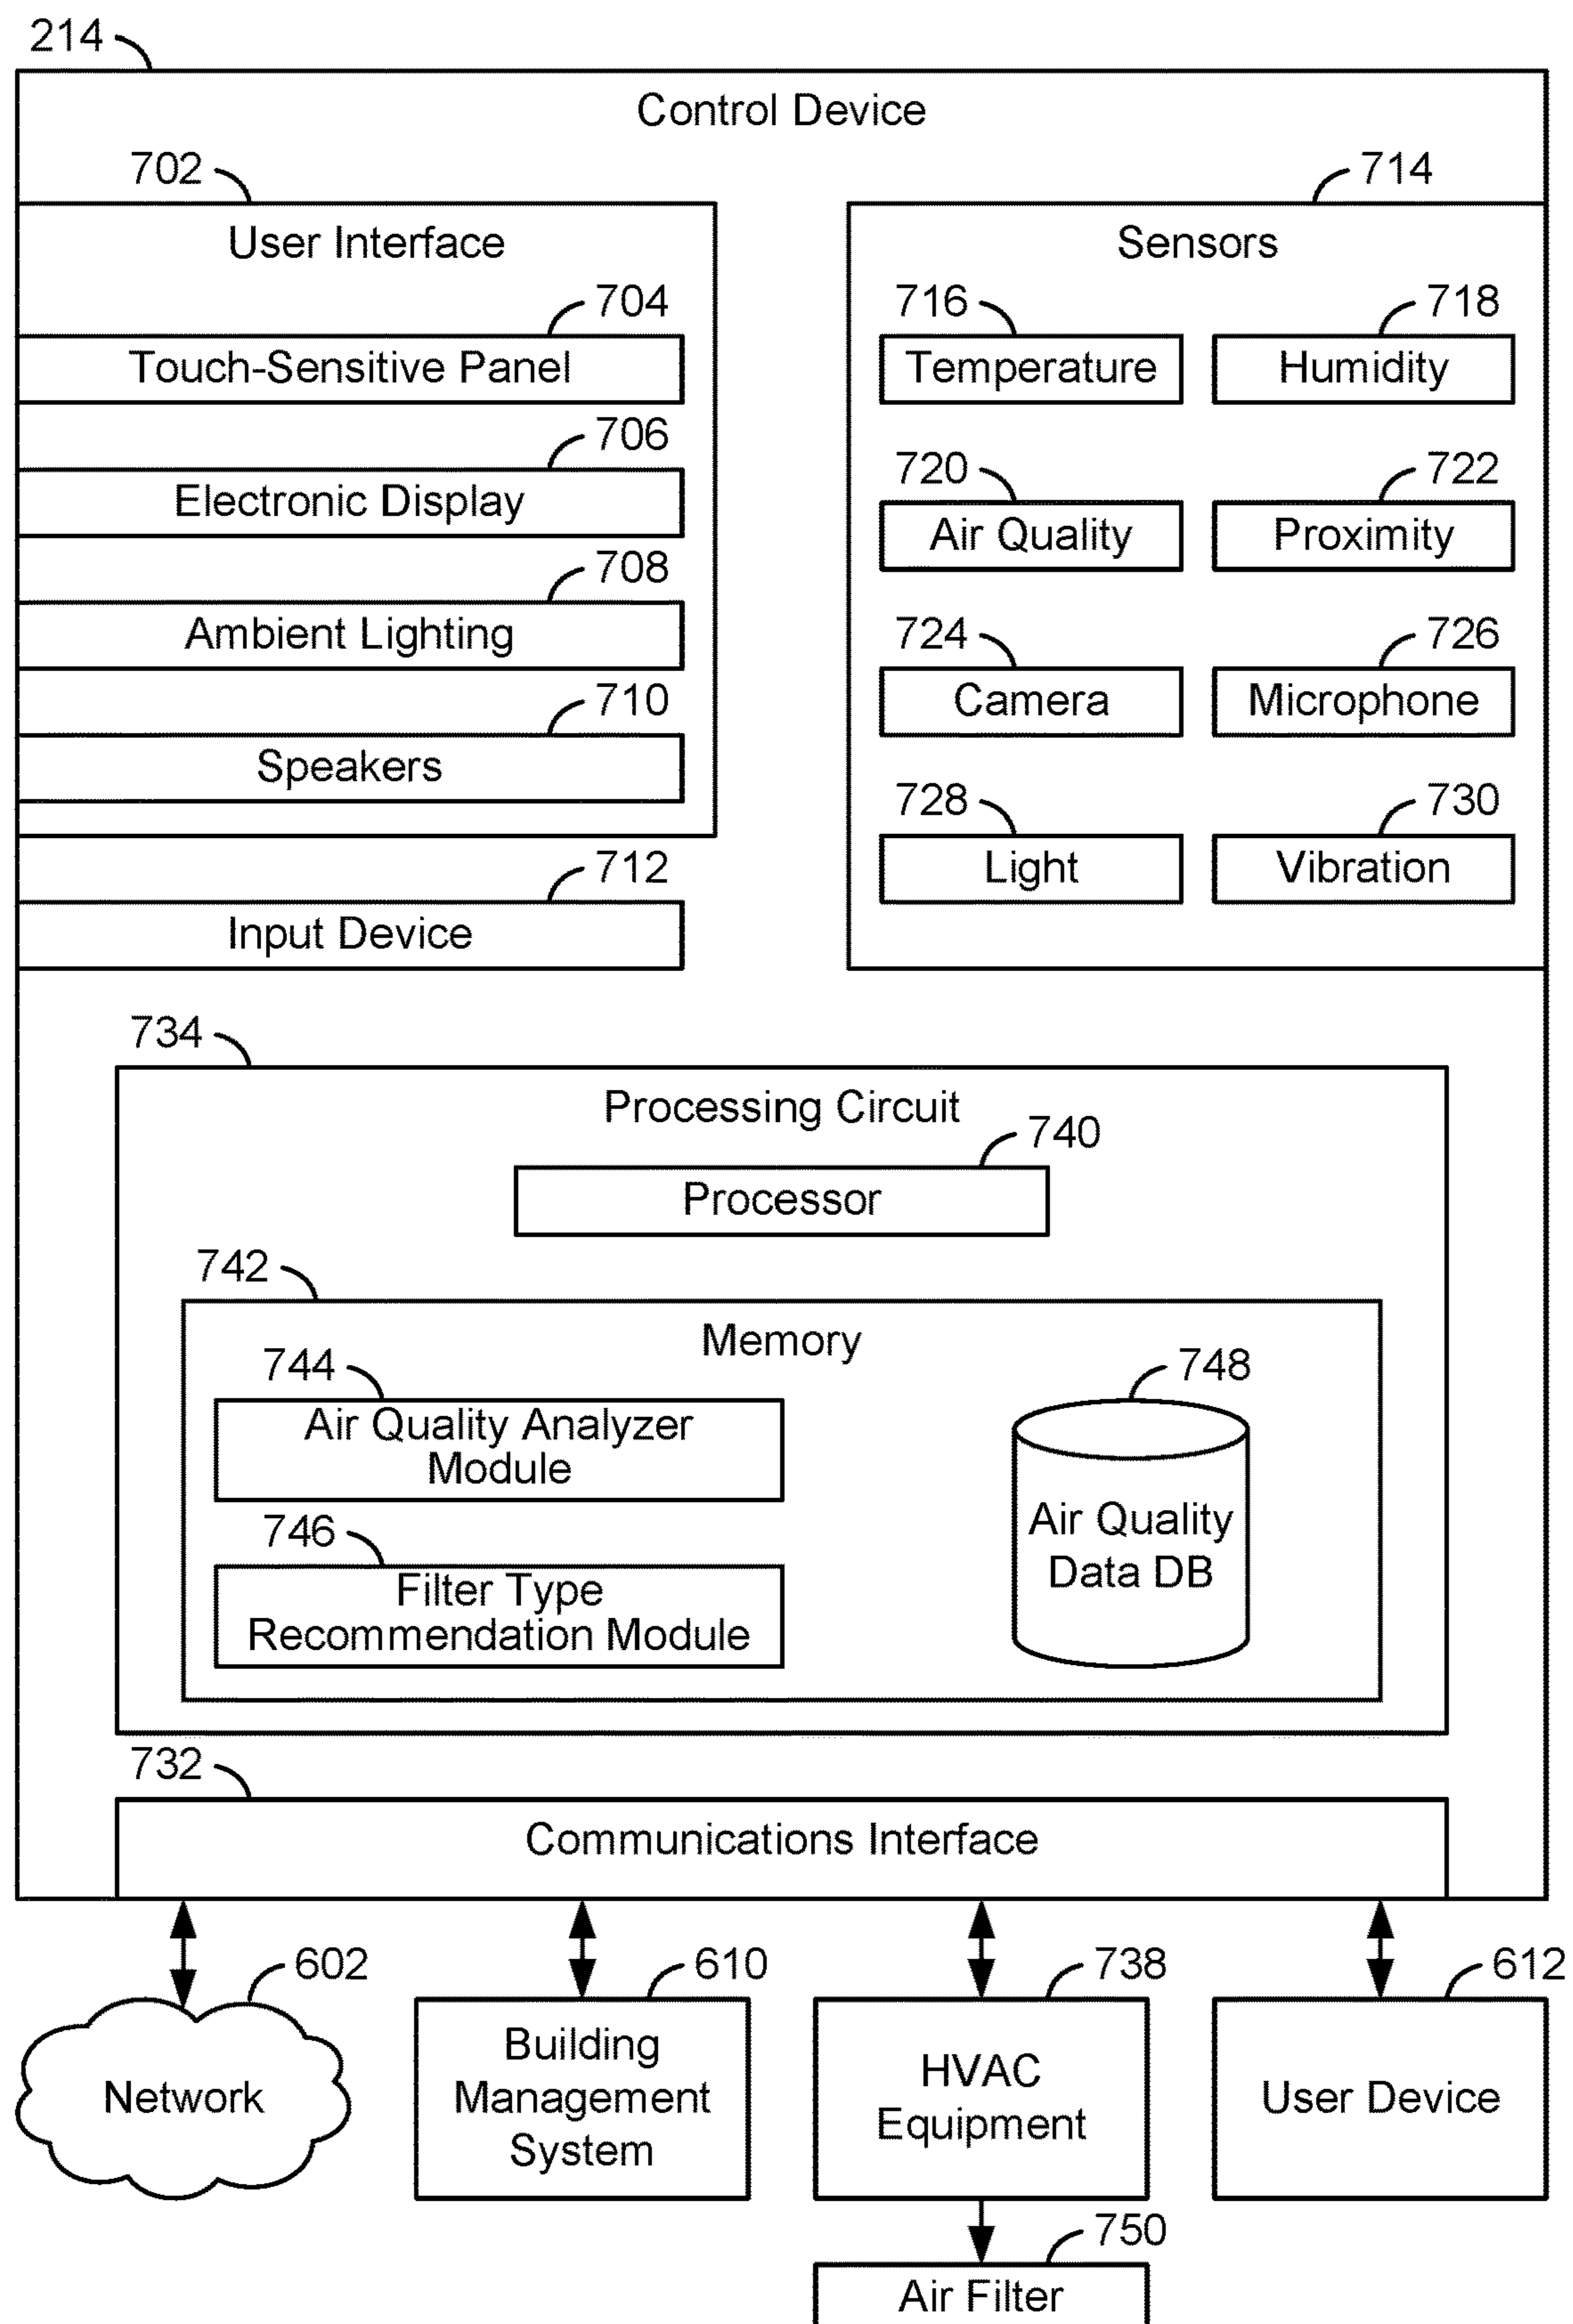 214
Control Device
702
User Interface
704
Touch-Sensitive Panel
706
Electronic Display
708
Ambient Lighting
710
Speakers
712
Input Device
714
Sensors
716
Temperature
718
Humidity
720
Air Quality
722
Proximity
724
Camera
726
Microphone
728
Light
730
Vibration
734
Processing Circuit
740
Processor
742
Memory
744
Air Quality Analyzer
Module
746
Filter Type
Recommendation Module
748
Air Quality
Data DB
732
Communications Interface
602
Network
610
Building
Management
System
738
HVAC
Equipment
612
User Device
750
Air Filter